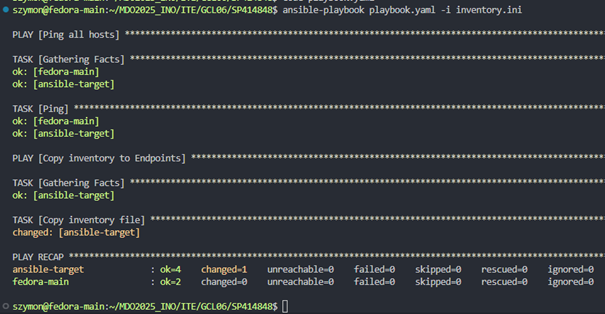 szymon@fedora-main:~/MDO2025_INO/ITE/GCL06/SP414848$ ansible-playbook playbook.yaml -i inventory.ini
PLAY [Ping all hosts] ******************************************************************************
TASK [Gathering Facts] *****************************************************************************
ok: [fedora-main]
ok: [ansible-target]
TASK [Ping] ****************************************************************************************
ok: [fedora-main]
ok: [ansible-target]
PLAY [Copy inventory to Endpoints] *****************************************************************
TASK [Gathering Facts] *****************************************************************************
ok: [ansible-target]
TASK [Copy inventory file] *************************************************************************
changed: [ansible-target]
PLAY RECAP *****************************************************************************************
ansible-target : ok=4 changed=1 unreachable=0 failed=0 skipped=0 rescued=0 ignored=0
fedora-main : ok=2 changed=0 unreachable=0 failed=0 skipped=0 rescued=0 ignored=0
szymon@fedora-main:~/MDO2025_INO/ITE/GCL06/SP414848$